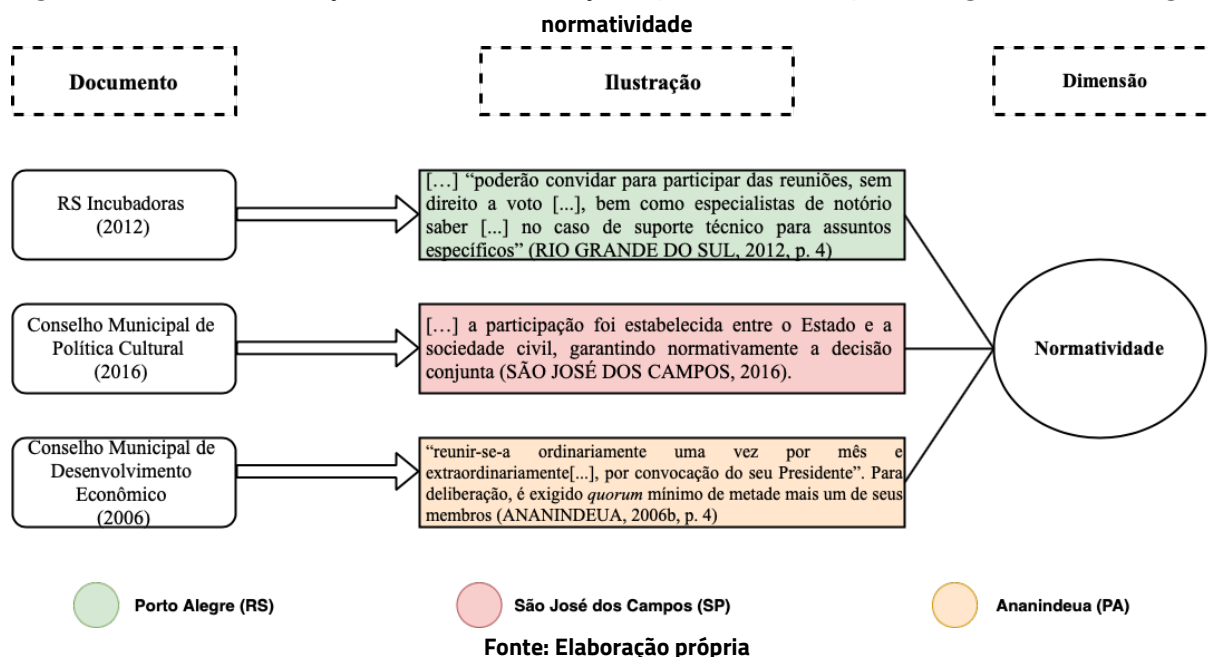 normatividade
Documento
Ilustração
Dimensão
RS Incubadoras
(2012)
[…] “poderão convidar para participar das reuniões, sem
direito a voto [...], bem como especialistas de notório
saber [...] no caso de suporte técnico para assuntos
específicos” (RIO GRANDE DO SUL, 2012, p. 4)
Conselho Municipal de
Política Cultural
(2016)
[…] a participação foi estabelecida entre o Estado e a
sociedade civil, garantindo normativamente a decisão
conjunta (SÃO JOSÉ DOS CAMPOS, 2016).
Normatividade
Conselho Municipal de
Desenvolvimento
Econômico
(2006)
“reunir-se-a ordinariamente uma vez por mês e
extraordinariamente[...], por convocação do seu Presidente”. Para
deliberação, é exigido quorum mínimo de metade mais um de seus
membros (ANANINDEUA, 2006b, p. 4)
Porto Alegre (RS)
São José dos Campos (SP)
Ananindeua (PA)
Fonte: Elaboração própria